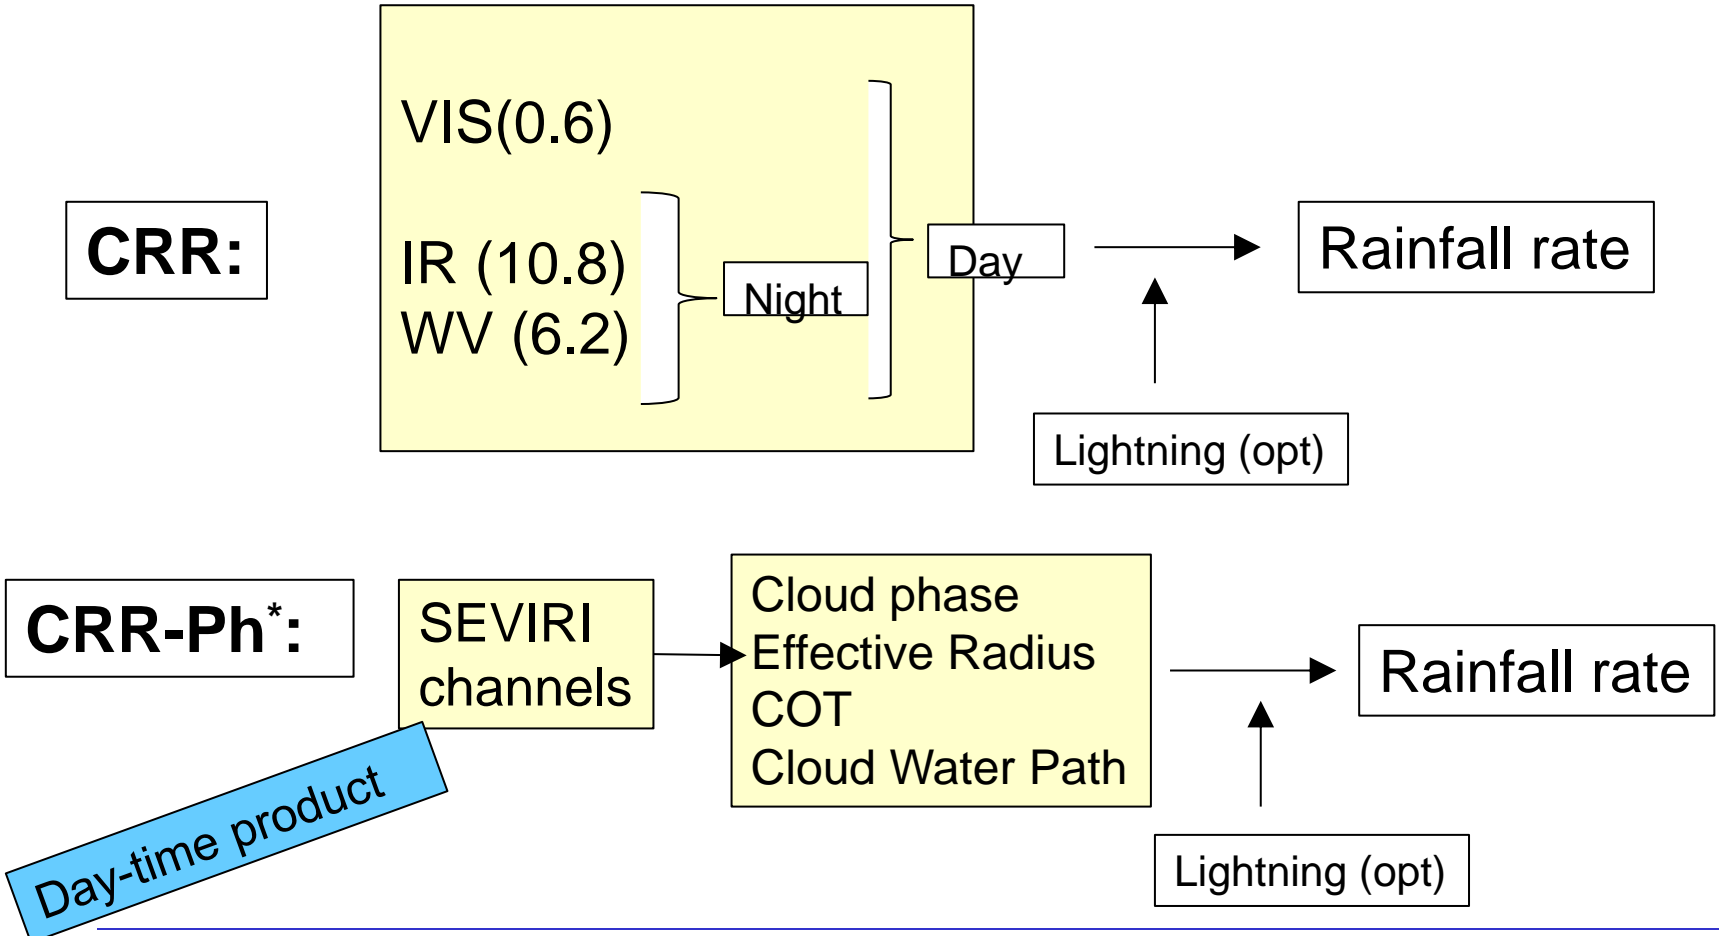 CRR:
VIS(0.6)
IR (10.8)
WV (6.2)
Night
Day
Rainfall rate
Lightning (opt)
CRR-Ph*:
SEVIRI
channels
Cloud phase
Effective Radius
COT
Cloud Water Path
Rainfall rate
Lightning (opt)
Day-time product